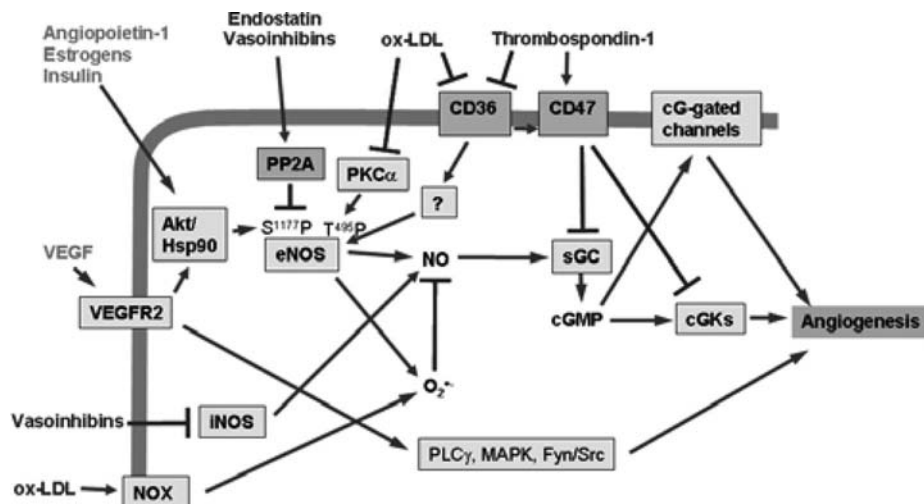 Angiopoietin-1
Estrogens
Insulin
Endostatin
Vasoinhibins
ox-LDL
Thrombospondin-1
CD36
CD47
cG-gated
channels
PP2A
PKCα
?
Akt/
Hsp90
S1177P
T495P
eNOS
NO
sGC
VEGF
VEGFR2
cGMP
cGKs
Angiogenesis
O2•-
Vasoinhibins
iNOS
PLCγ, MAPK, Fyn/Src
ox-LDL
NOX